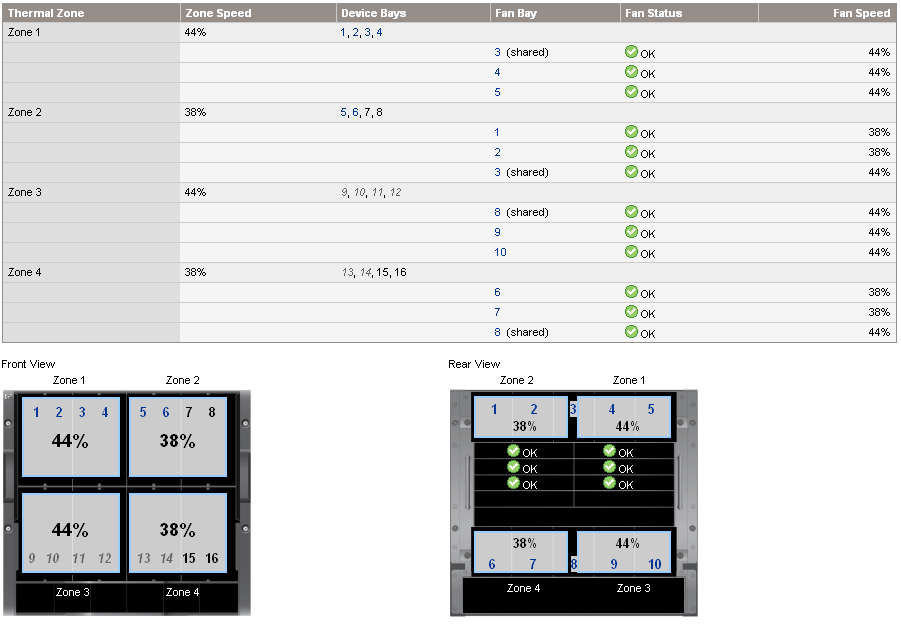 Thermal Zone Zone Speed Device Bays Fan Bay Fan Status Fan Speed
Zone 1 44% 1, 2, 3, 4
3 (shared) OK 44%
4 OK 44%
5 OK 44%
Zone 2 38% 5, 6, 7, 8
1 OK 38%
2 OK 38%
3 (shared) OK 44%
Zone 3 44% 9, 10, 11, 12
8 (shared) OK 44%
9 OK 44%
10 OK 44%
Zone 4 38% 13, 14, 15, 16
6 OK 38%
7 OK 38%
8 (shared) OK 44%
Front View
Zone 1 Zone 2
1 2 3 4 5 6 7 8
44% 38%
44% 38%
9 10 11 12 13 14 15 16
Zone 3 Zone 4
Rear View
Zone 2 Zone 1
1 2 3 4 5
38% 44%
OK OK
OK OK
OK OK
38% 44%
6 7 8 9 10
Zone 4 Zone 3